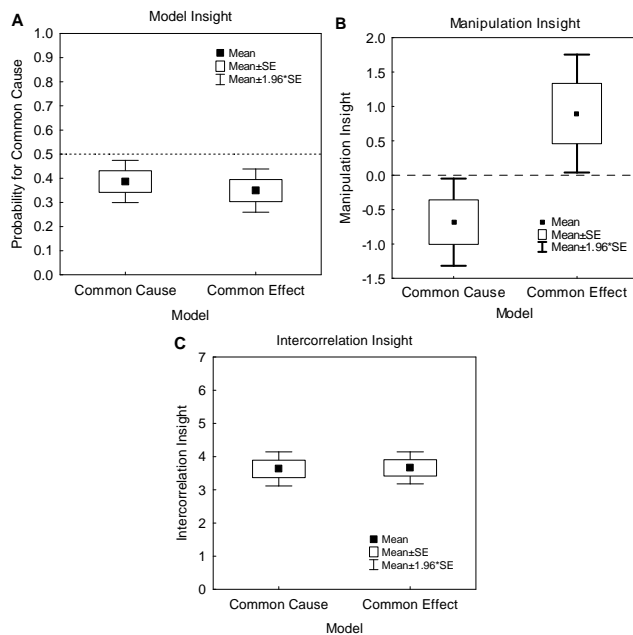 A
Model Insight
Mean
Mean±SE
Mean±1.96*SE
Probability for Common Cause
1.0
0.9
0.8
0.7
0.6
0.5
0.4
0.3
0.2
0.1
0.0
Common Cause
Common Effect
Model
B
Manipulation Insight
Manipulation Insight
2.0
1.5
1.0
0.5
0.0
-0.5
-1.0
-1.5
Mean
Mean±SE
Mean±1.96*SE
Common Cause
Common Effect
Model
C
Intercorrelation Insight
Intercorrelation Insight
7
6
5
4
3
2
1
0
Mean
Mean±SE
Mean±1.96*SE
Common Cause
Common Effect
Model